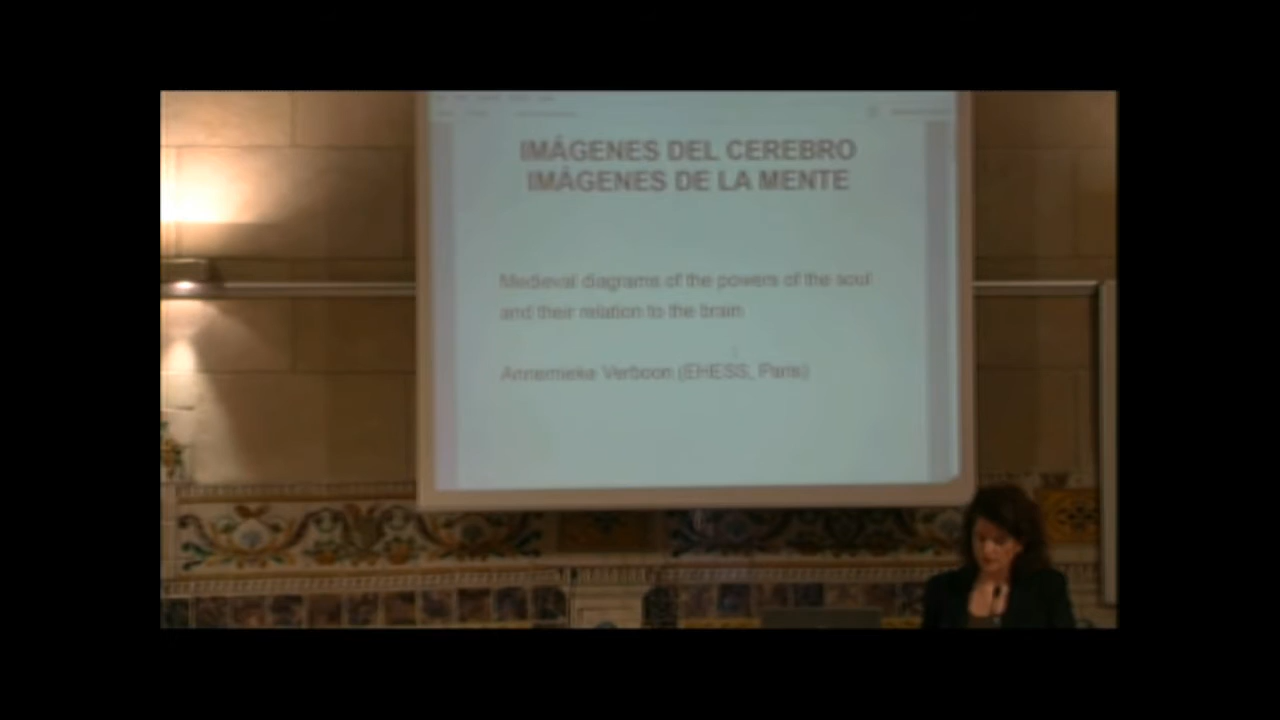 IMÁGENES DEL CEREBRO
IMÁGENES DE LA MENTE
Medieval diagrams of the powers of the soul
and their relation to the brain
Annemieke Verboon (EHESS, Paris)